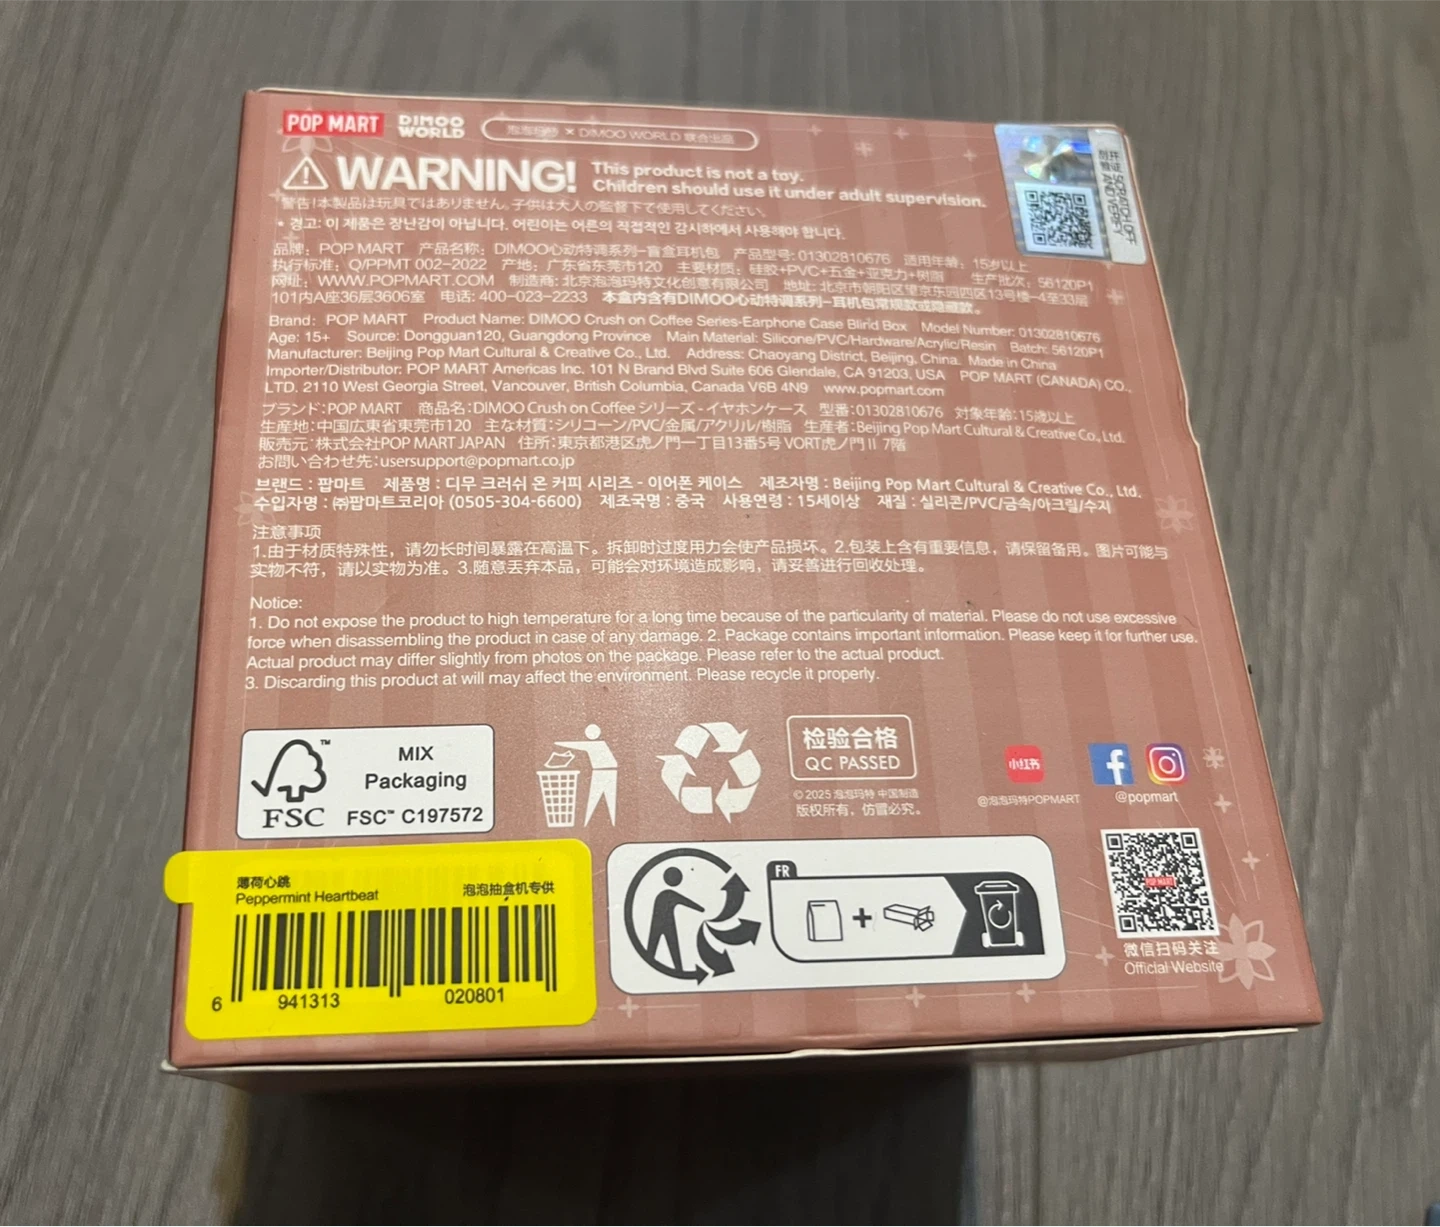 POP MART
DIMOO WORLD
泡泡玛特 × DIMOO WORLD 联合出品
WARNING!
This product is not a toy.
Children should use it under adult supervision.
警告!本製品は玩具ではありません。子供は大人の監督下で使用してください。
* 경고: 이 제품은 장난감이 아닙니다. 어린이는 어른의 직접적인 감시하에서 사용해야 합니다.
品牌：POP MART 产品名称：DIMOO心动特调系列-盲盒耳机包 产品型号: 01302810676 适用年龄：15岁以上
执行标准：Q/PPMT 002-2022 产地：广东省东莞市120 主要材质：硅胶+PVC+五金+亚克力+树脂 生产批次：56120P1
网址：WWW.POPMART.COM 制造商: 北京泡泡玛特文化创意有限公司 地址: 北京市朝阳区望京东园四区13号楼-4至33层
101内A座36层3606室 电话: 400-023-2233 本盒内含有DIMOO心动特调系列-耳机包常规款或隐藏款。
Brand: POP MART Product Name: DIMOO Crush on Coffee Series-Earphone Case Blind Box Model Number: 01302810676
Age: 15+ Source: Dongguan120, Guangdong Province Main Material: Silicone/PVC/Hardware/Acrylic/Resin Batch: 56120P1
Manufacturer: Beijing Pop Mart Cultural & Creative Co., Ltd. Address: Chaoyang District, Beijing, China. Made in China
Importer/Distributor: POP MART Americas Inc. 101 N Brand Blvd Suite 606 Glendale, CA 91203, USA POP MART (CANADA) CO.,
LTD. 2110 West Georgia Street, Vancouver, British Columbia, Canada V6B 4N9 www.popmart.com
ブランド:POP MART 商品名:DIMOO Crush on Coffee シリーズ-イヤホンケース 型番:01302810676 対象年齢:15歳以上
生産地:中国広東省東莞市120 主な材質:シリコーン/PVC/金属/アクリル/樹脂 生産者:Beijing Pop Mart Cultural & Creative Co., Ltd.
販売元:株式会社POP MART JAPAN 住所:東京都港区虎ノ門一丁目13番5号 VORT虎ノ門Ⅱ 7階
お問い合わせ先:usersupport@popmart.co.jp
브랜드 : 팝마트 제품명 : 디무 크러쉬 온 커피 시리즈 - 이어폰 케이스 제조자명 : Beijing Pop Mart Cultural & Creative Co., Ltd.
수입자명 : ㈜팝마트코리아 (0505-304-6600) 제조국명 : 중국 사용연령 : 15세이상 재질 : 실리콘/PVC/금속/아크릴/수지
注意事项
1.由于材质特殊性，请勿长时间暴露在高温下。拆卸时过度用力会使产品损坏。2.包装上含有重要信息，请保留备用。图片可能与
实物不符，请以实物为准。3.随意丢弃本品，可能会对环境造成影响，请妥善进行回收处理。
Notice:
1. Do not expose the product to high temperature for a long time because of the particularity of material. Please do not use excessive
force when disassembling the product in case of any damage. 2. Package contains important information. Please keep it for further use.
Actual product may differ slightly from photos on the package. Please refer to the actual product.
3. Discarding this product at will may affect the environment. Please recycle it properly.
FSC
MIX
Packaging
FSC™ C197572
检验合格
QC PASSED
© 2025 泡泡玛特 中国制造
版权所有，仿冒必究。
小红书
@泡泡玛特POPMART
@popmart
薄荷心跳
Peppermint Heartbeat
泡泡抽盒机专供
6 941313 020801
FR
POP MART
微信扫码关注
Official Website
刮开涂层 验证
SCRATCH OFF AND VERIFY